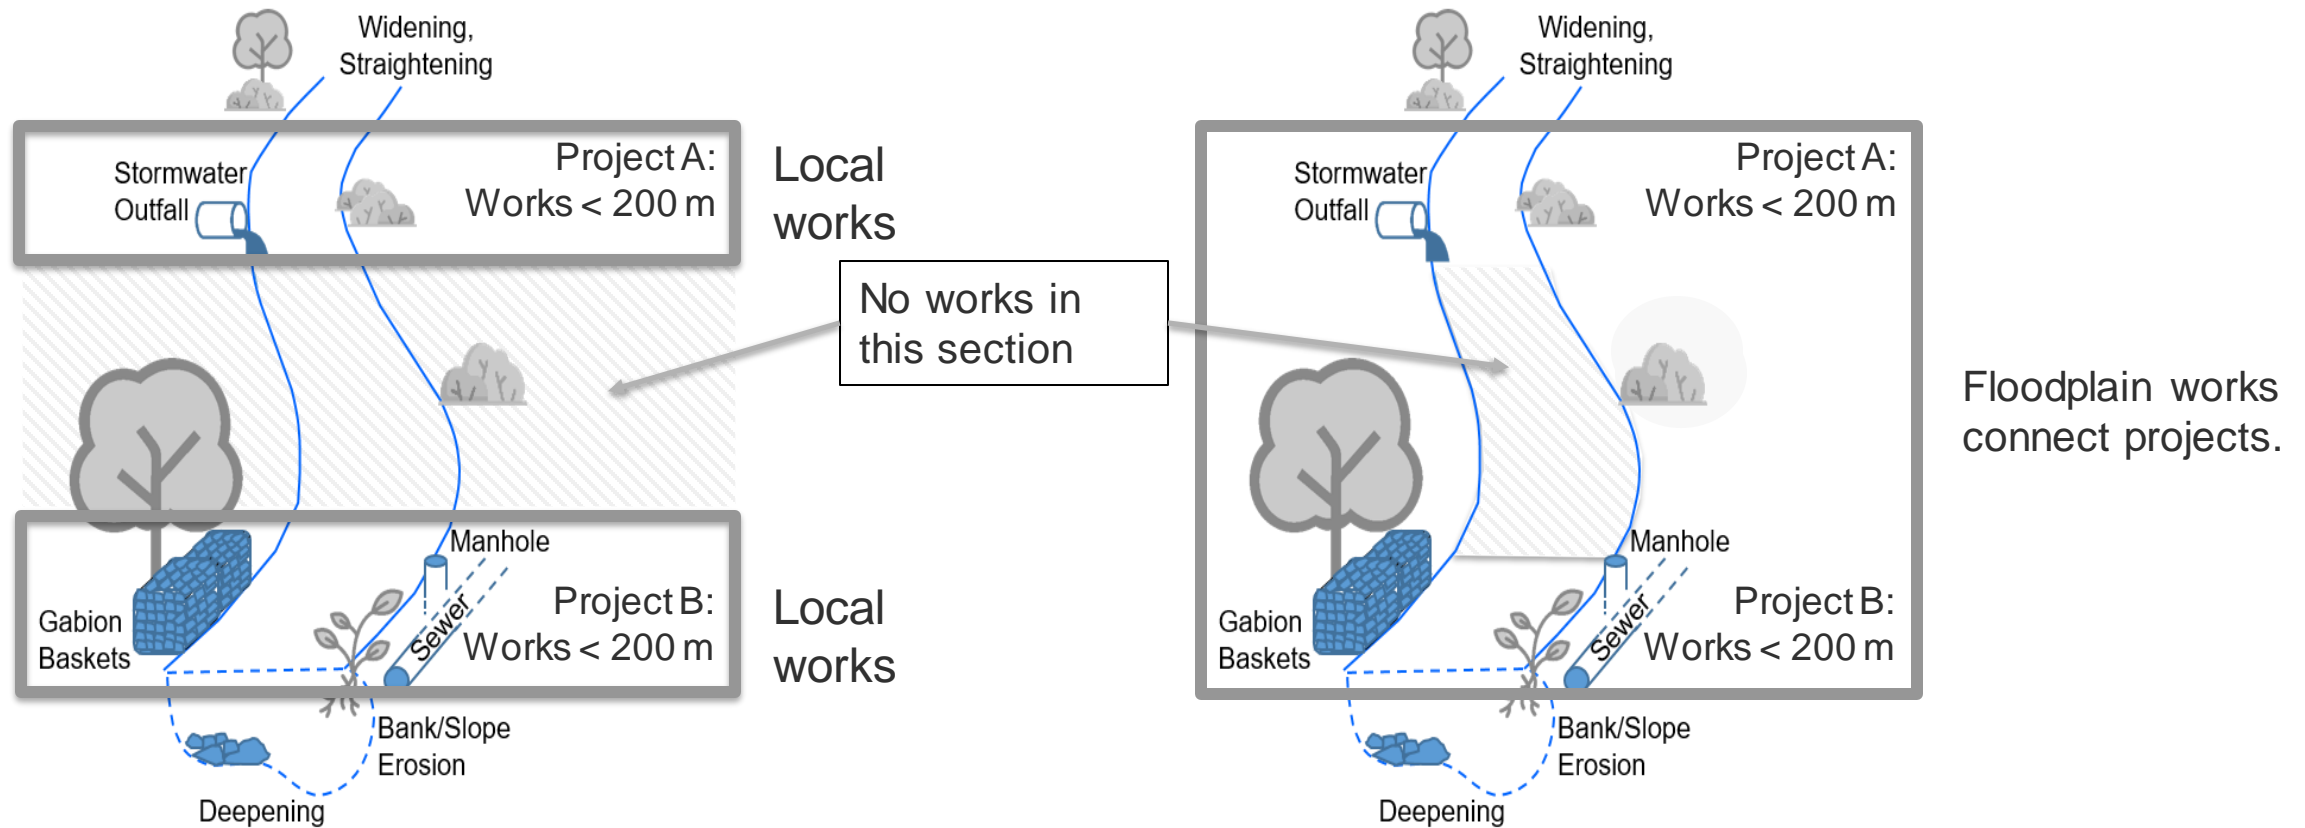 Widening,
Straightening
Stormwater
Outfall
Project A:
Works < 200 m
Local
works
Manhole
Sewer
Gabion
Baskets
Project B:
Works < 200 m
Local
works
Bank/Slope
Erosion
Deepening
No works in
this section
Widening,
Straightening
Stormwater
Outfall
Project A:
Works < 200 m
Manhole
Sewer
Gabion
Baskets
Project B:
Works < 200 m
Bank/Slope
Erosion
Deepening
Floodplain works
connect projects.